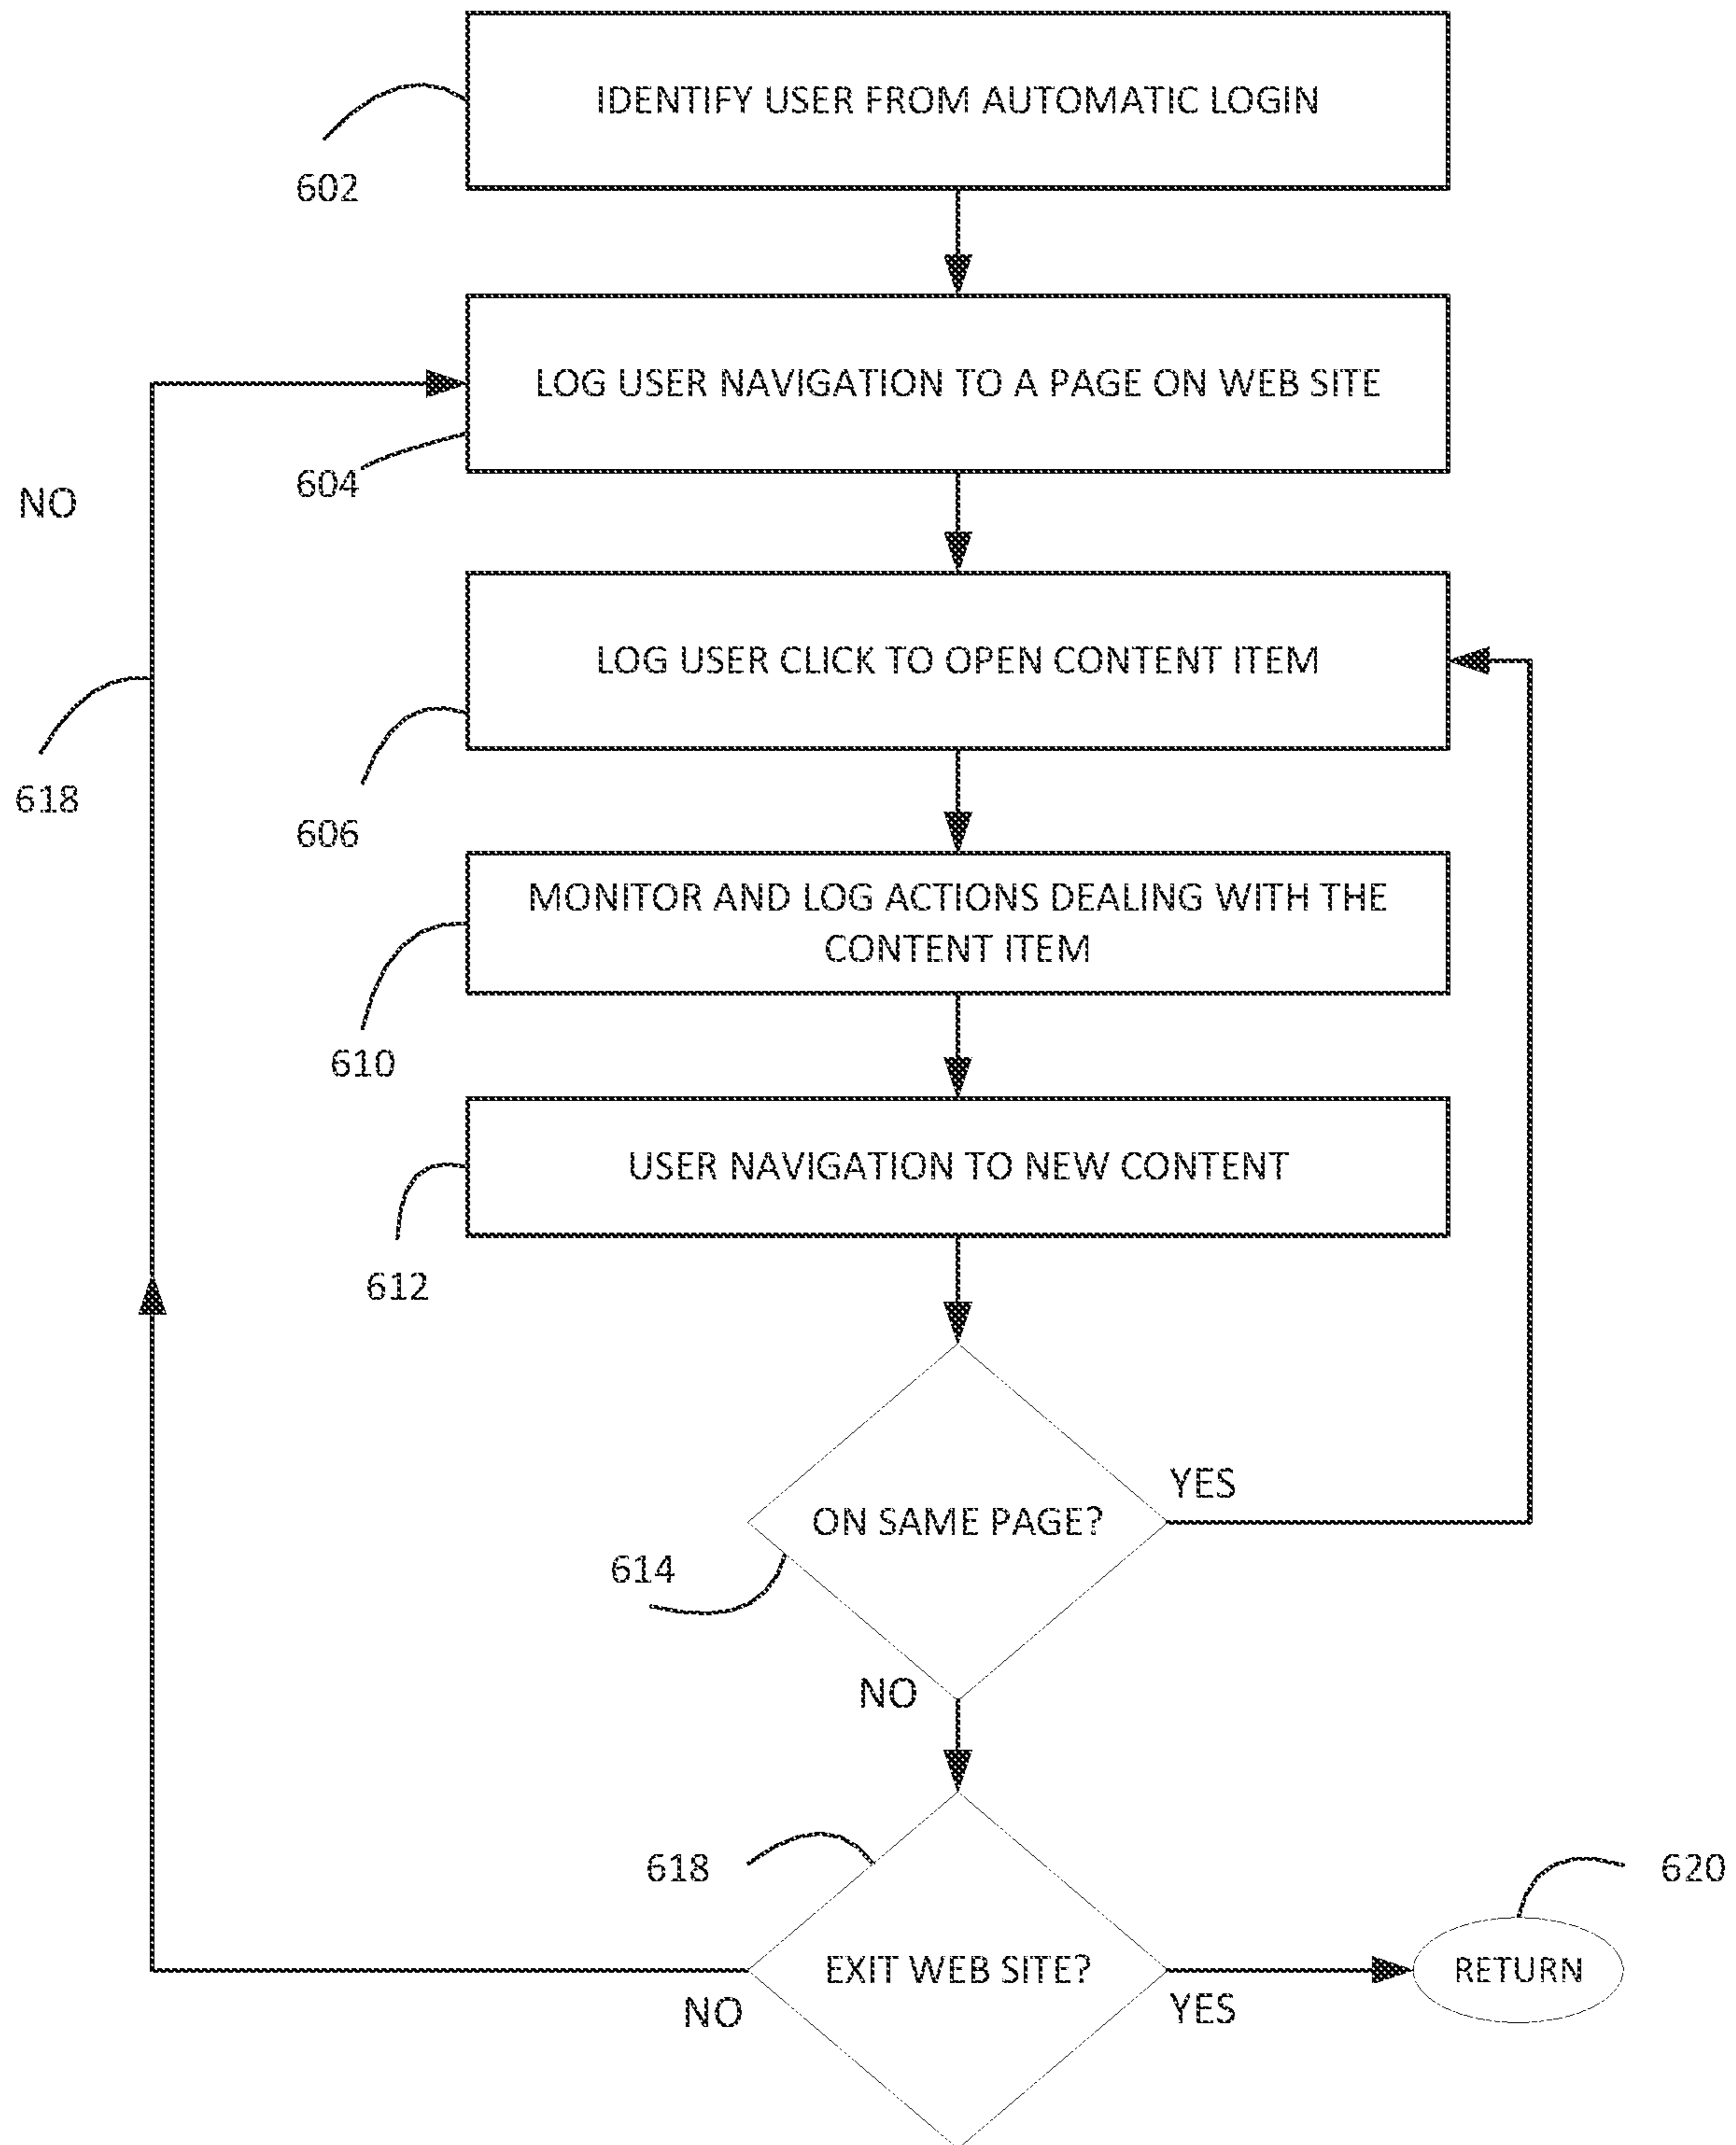 IDENTIFY USER FROM AUTOMATIC LOGIN
602
LOG USER NAVIGATION TO A PAGE ON WEB SITE
604
NO
LOG USER CLICK TO OPEN CONTENT ITEM
618
606
MONITOR AND LOG ACTIONS DEALING WITH THE
CONTENT ITEM
610
USER NAVIGATION TO NEW CONTENT
612
YES
ON SAME PAGE?
614
NO
618
620
EXIT WEB SITE?
RETURN
NO
YES